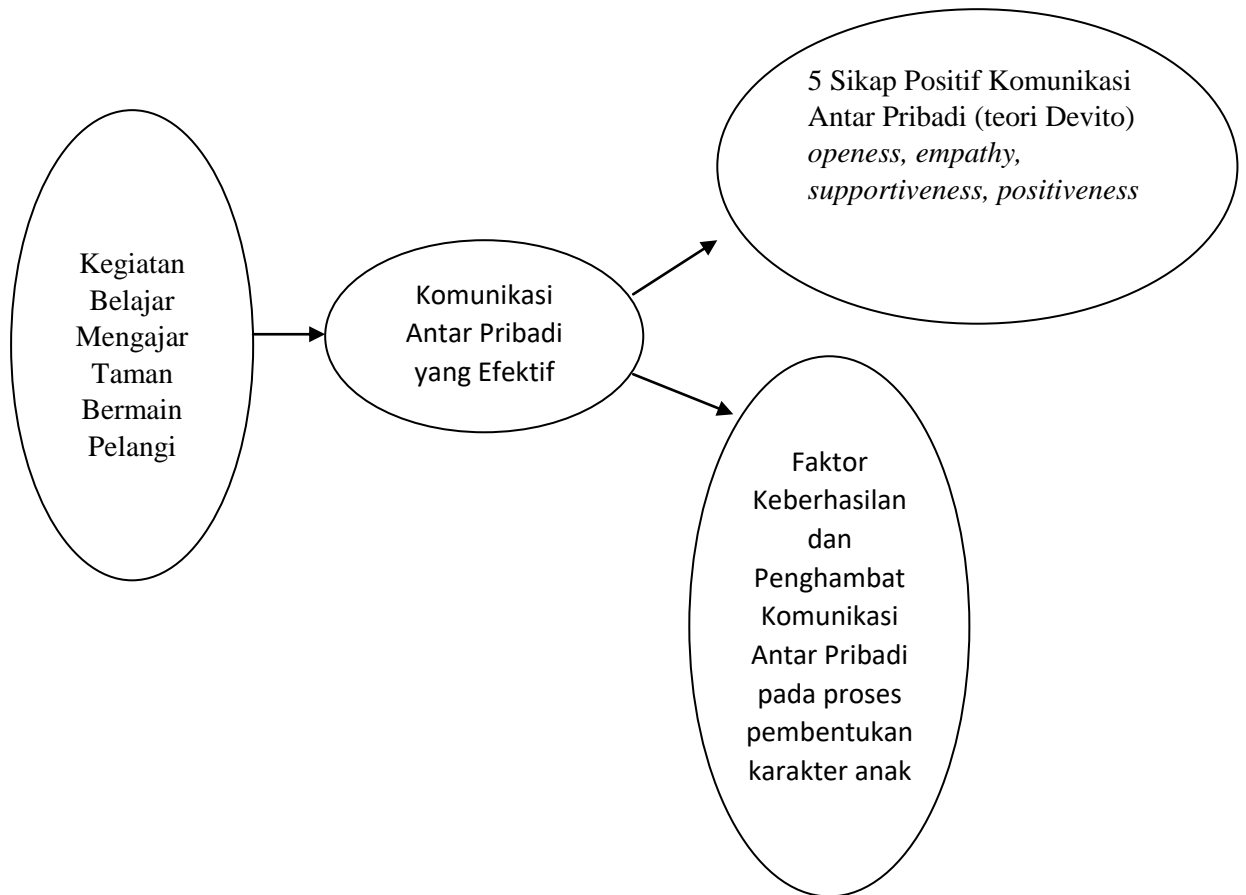 Kegiatan
Belajar
Mengajar
Taman
Bermain
Pelangi
Komunikasi
Antar Pribadi
yang Efektif
5 Sikap Positif Komunikasi
Antar Pribadi (teori Devito)
openess, empathy,
supportiveness, positiveness
Faktor
Keberhasilan
dan
Penghambat
Komunikasi
Antar Pribadi
pada proses
pembentukan
karakter anak